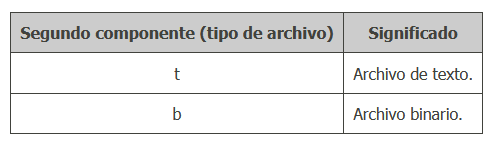 Segundo componente (tipo de archivo) Significado
t Archivo de texto.
b Archivo binario.